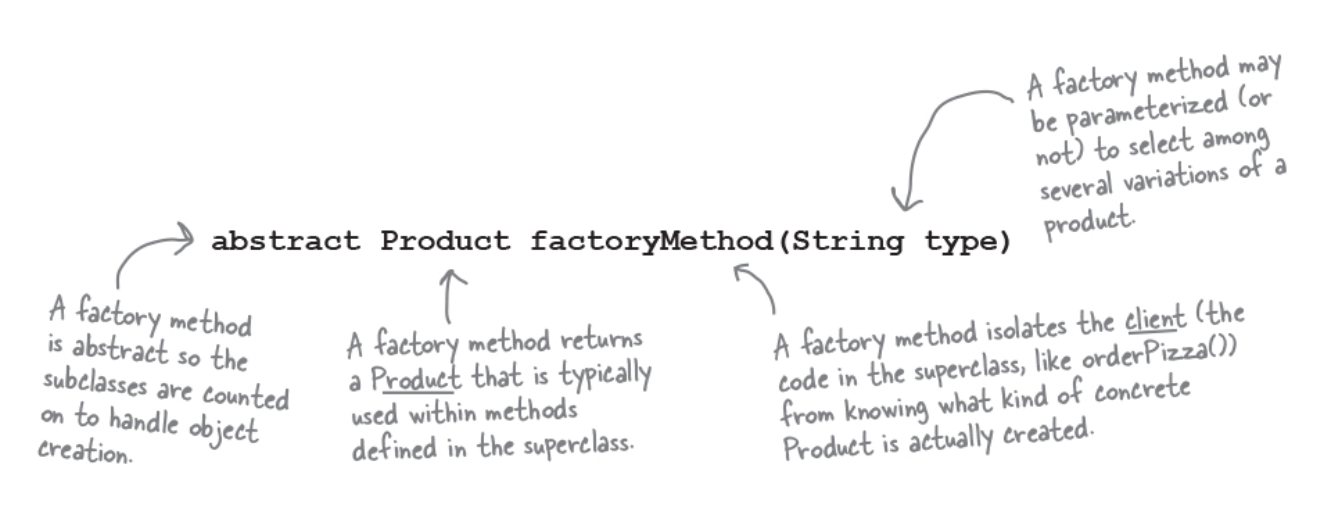 A factory method may
be parameterized (or
not) to select among
several variations of a
product.
abstract Product factoryMethod(String type)
A factory method
is abstract so the
subclasses are counted
on to handle object
creation.
A factory method returns
a Product that is typically
used within methods
defined in the superclass.
A factory method isolates the client (the
code in the superclass, like orderPizza())
from knowing what kind of concrete
Product is actually created.